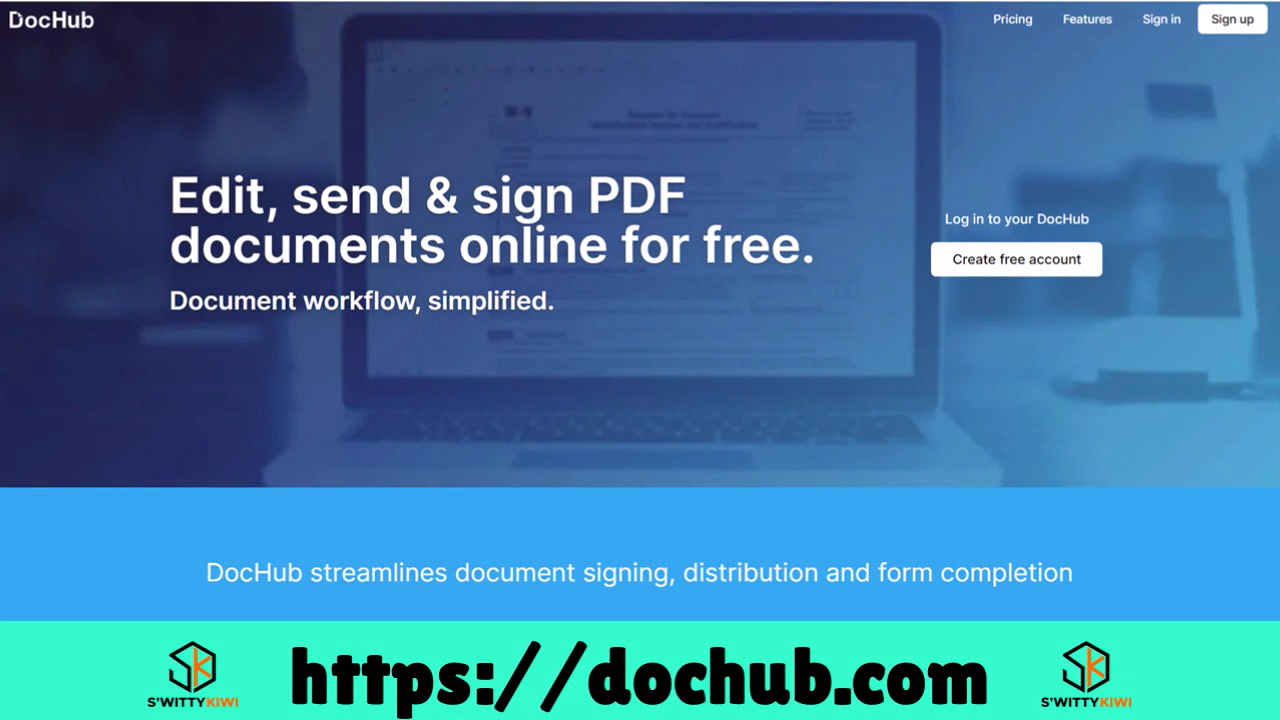 DocHub
Pricing
Features
Sign in
Sign up
W-9
Edit, send & sign PDF
documents online for free.
Document workflow, simplified.
Log in to your DocHub
Create free account
DocHub streamlines document signing, distribution and form completion
https://dochub.com
S'WITTYKIWI
S'WITTYKIWI